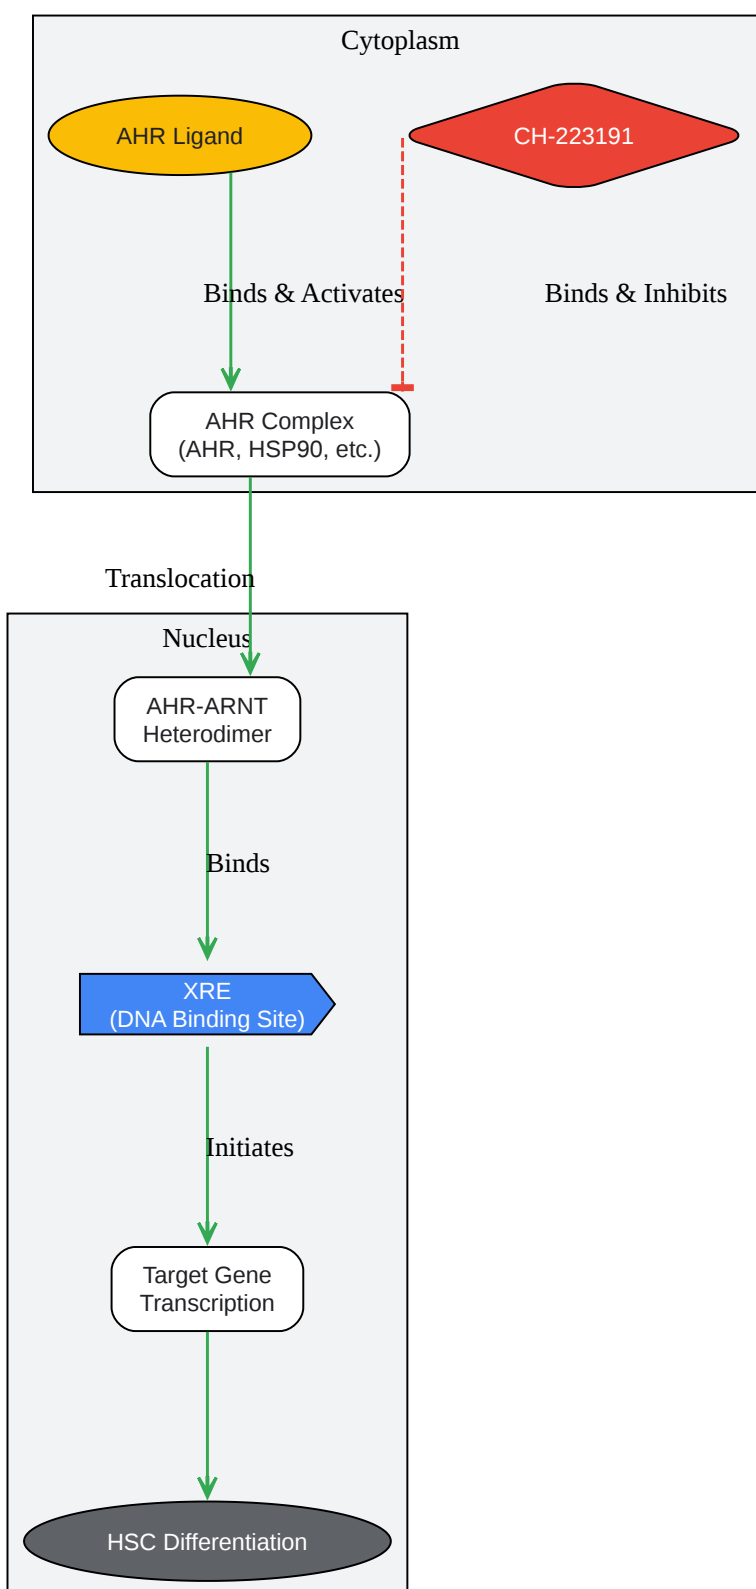 Cytoplasm
AHR Ligand
CH-223191
Binds & Activates
Binds & Inhibits
AHR Complex
(AHR, HSP90, etc.)
Translocation
Nucleus
AHR-ARNT
Heterodimer
Binds
XRE
(DNA Binding Site)
Initiates
Target Gene
Transcription
HSC Differentiation